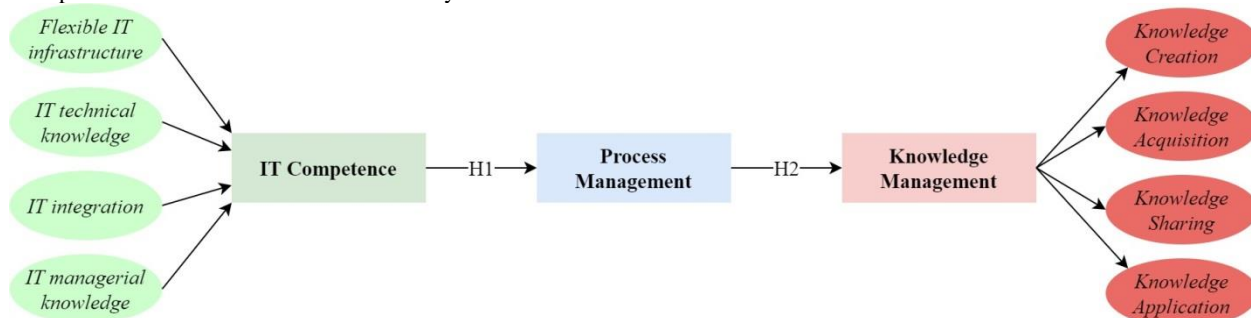 Flexible IT
infrastructure
IT technical
knowledge
IT integration
IT managerial
knowledge
IT Competence
H1
Process
Management
H2
Knowledge
Management
Knowledge
Creation
Knowledge
Acquisition
Knowledge
Sharing
Knowledge
Application